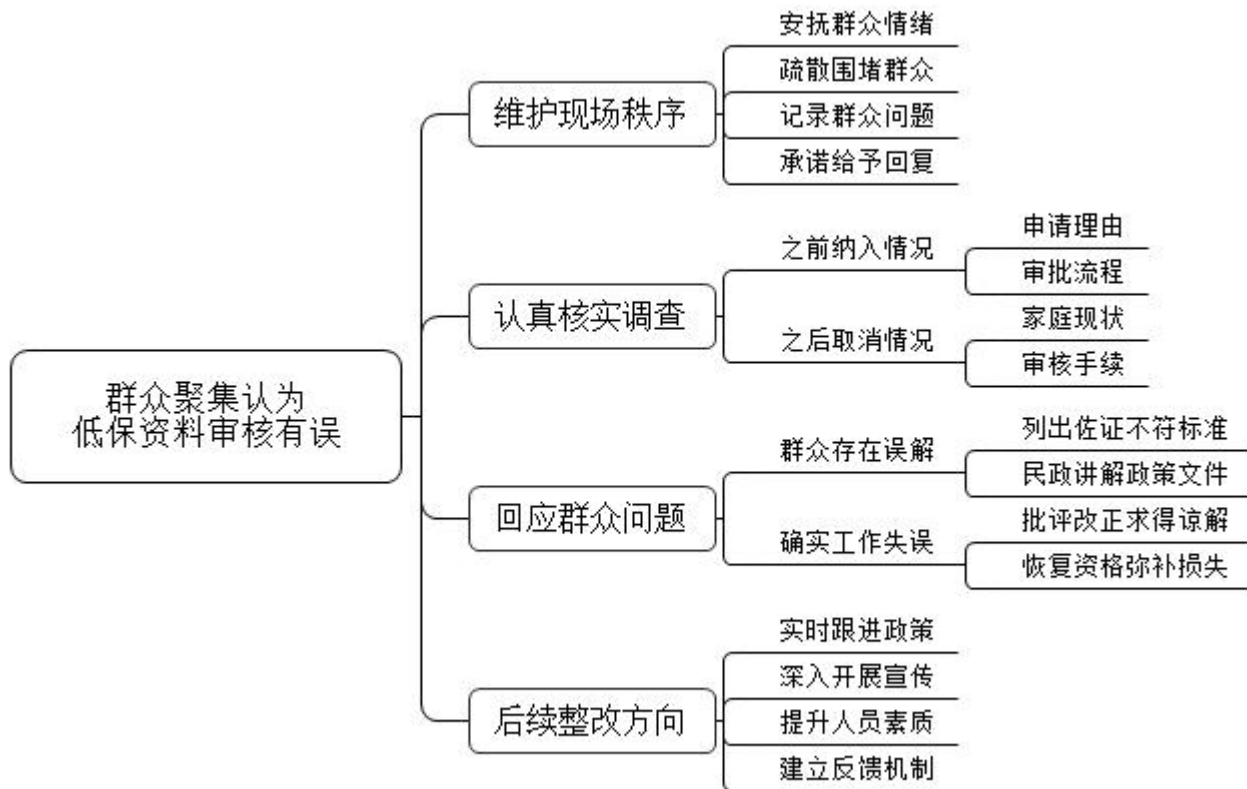 群众聚集认为
低保资料审核有误
维护现场秩序
安抚群众情绪
疏散围堵群众
记录群众问题
承诺给予回复
认真核实调查
之前纳入情况
申请理由
审批流程
之后取消情况
家庭现状
审核手续
回应群众问题
群众存在误解
列出佐证不符标准
民政讲解政策文件
确实工作失误
批评改正求得谅解
恢复资格弥补损失
后续整改方向
实时跟进政策
深入开展宣传
提升人员素质
建立反馈机制